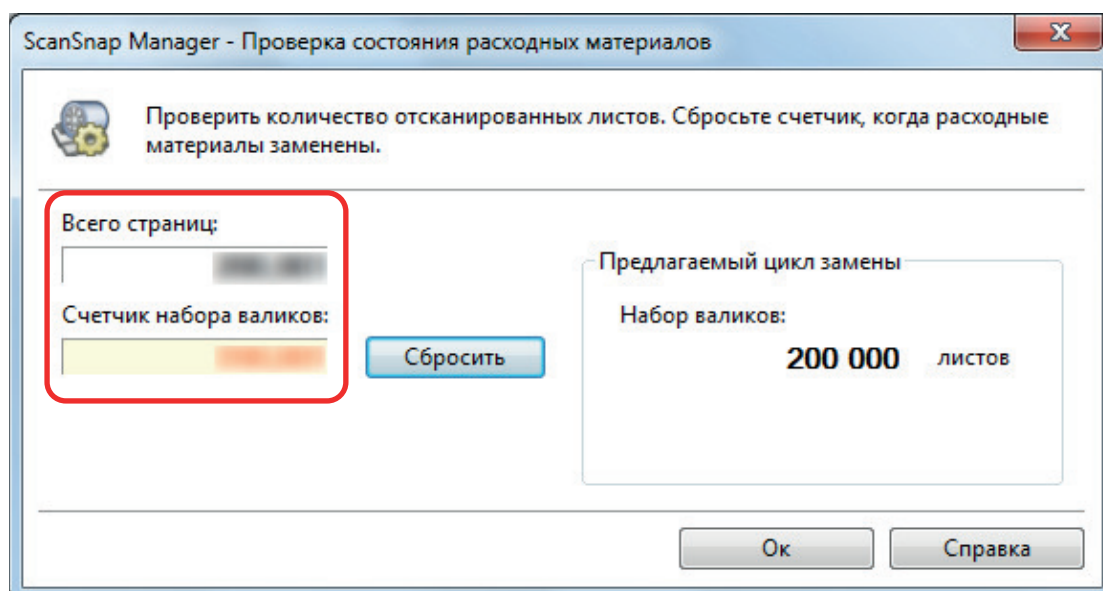 ScanSnap Manager - Проверка состояния расходных материалов
Проверить количество отсканированных листов. Сбросьте счетчик, когда расходные
материалы заменены.
Всего страниц:
Предлагаемый цикл замены
Счетчик набора валиков:
Набор валиков:
Сбросить
200 000 листов
Ок
Справка